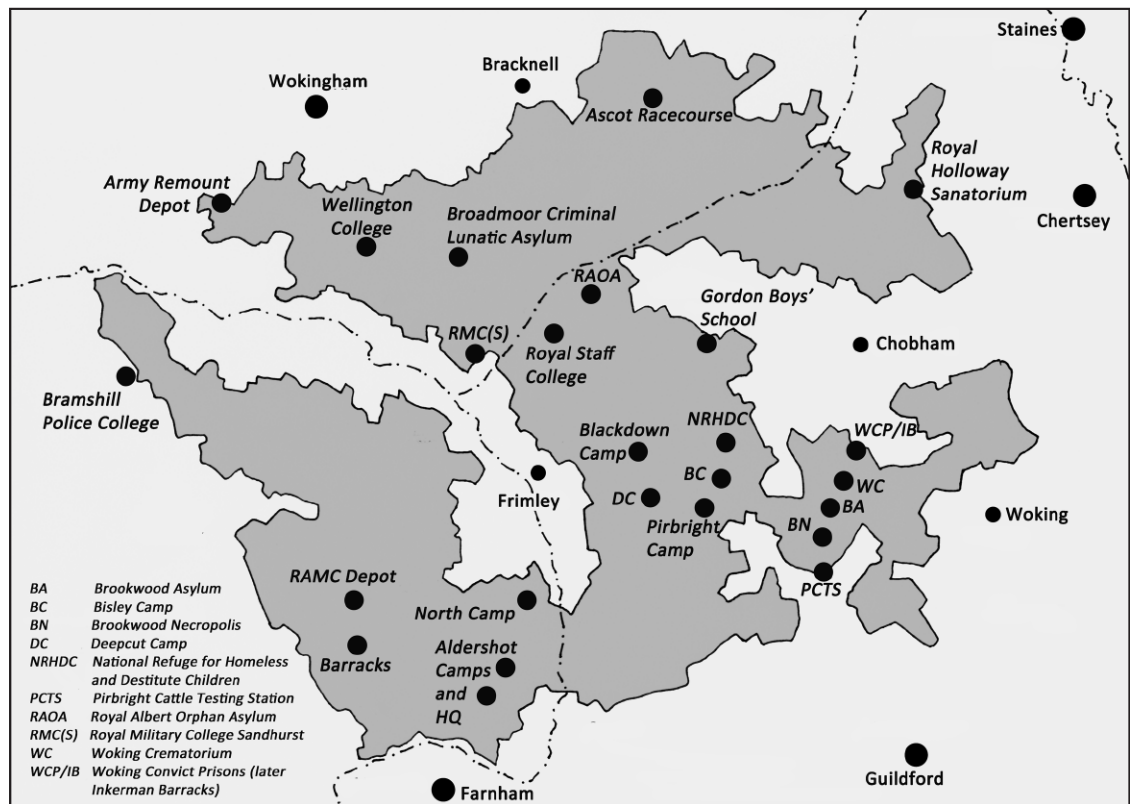 Staines
Bracknell
Wokingham
Ascot Racecourse
Royal
Holloway
Sanatorium
Army Remount
Depot
Wellington
College
Broadmoor Criminal
Lunatic Asylum
Chertsey
RAOA
Gordon Boys'
School
RMC(S)
Royal Staff
College
Chobham
Bramshill
Police College
NRHDC
Blackdown
Camp
WCP/IB
BC
WC
Frimley
DC
BA
Pirbright
Camp
BN
Woking
PCTS
RAMC Depot
North Camp
Barracks
Aldershot
Camps
and
HQ
BA Brookwood Asylum
BC Bisley Camp
BN Brookwood Necropolis
DC Deepcut Camp
NRHDC National Refuge for Homeless
and Destitute Children
PCTS Pirbright Cattle Testing Station
RAOA Royal Albert Orphan Asylum
RMC(S) Royal Military College Sandhurst
WC Woking Crematorium
WCP/IB Woking Convict Prisons (later
Inkerman Barracks)
Farnham
Guildford